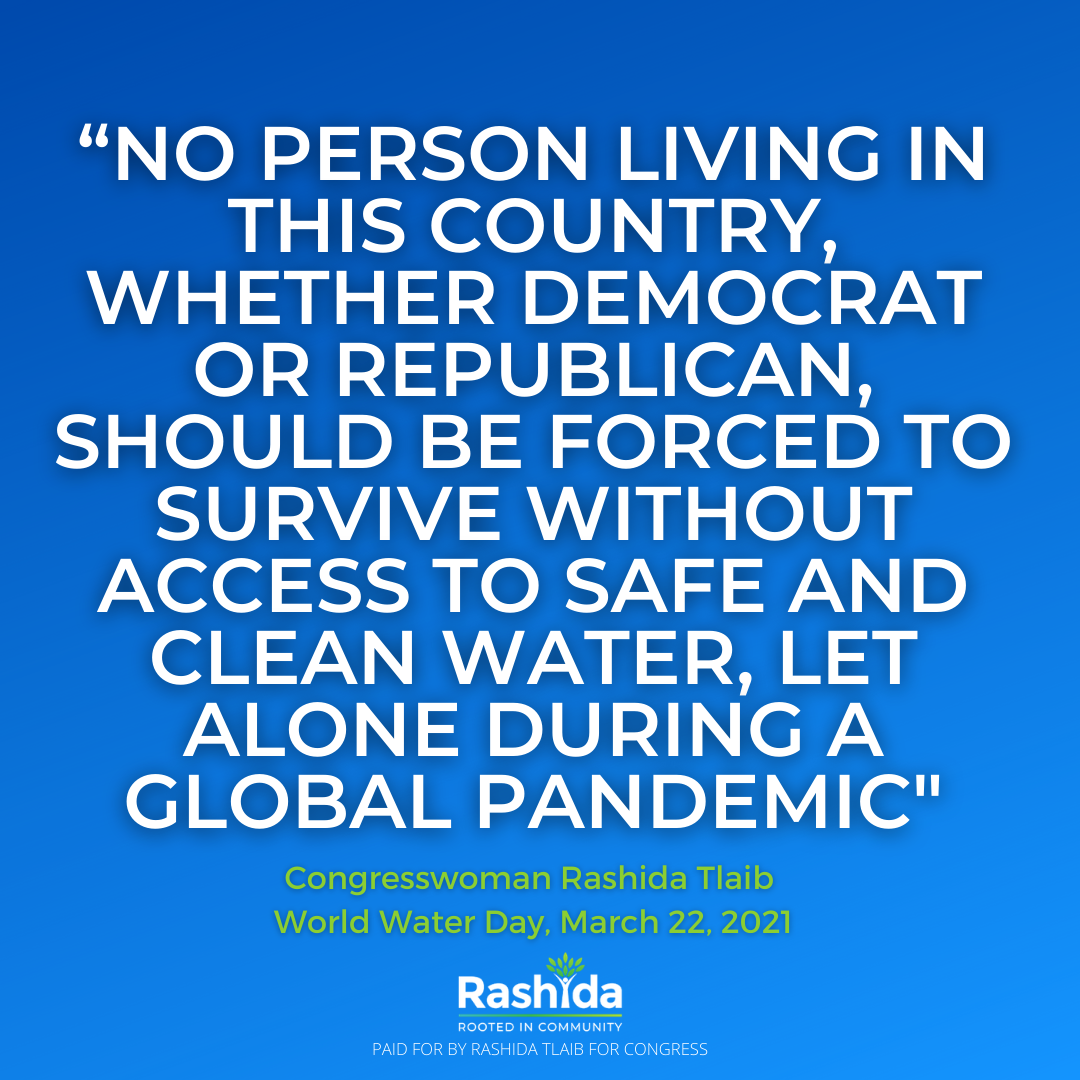 “NO PERSON LIVING IN
THIS COUNTRY,
WHETHER DEMOCRAT
OR REPUBLICAN,
SHOULD BE FORCED TO
SURVIVE WITHOUT
ACCESS TO SAFE AND
CLEAN WATER, LET
ALONE DURING A
GLOBAL PANDEMIC"
Congresswoman Rashida Tlaib
World Water Day, March 22, 2021
Rashida
ROOTED IN COMMUNITY
PAID FOR BY RASHIDA TLAIB FOR CONGRESS